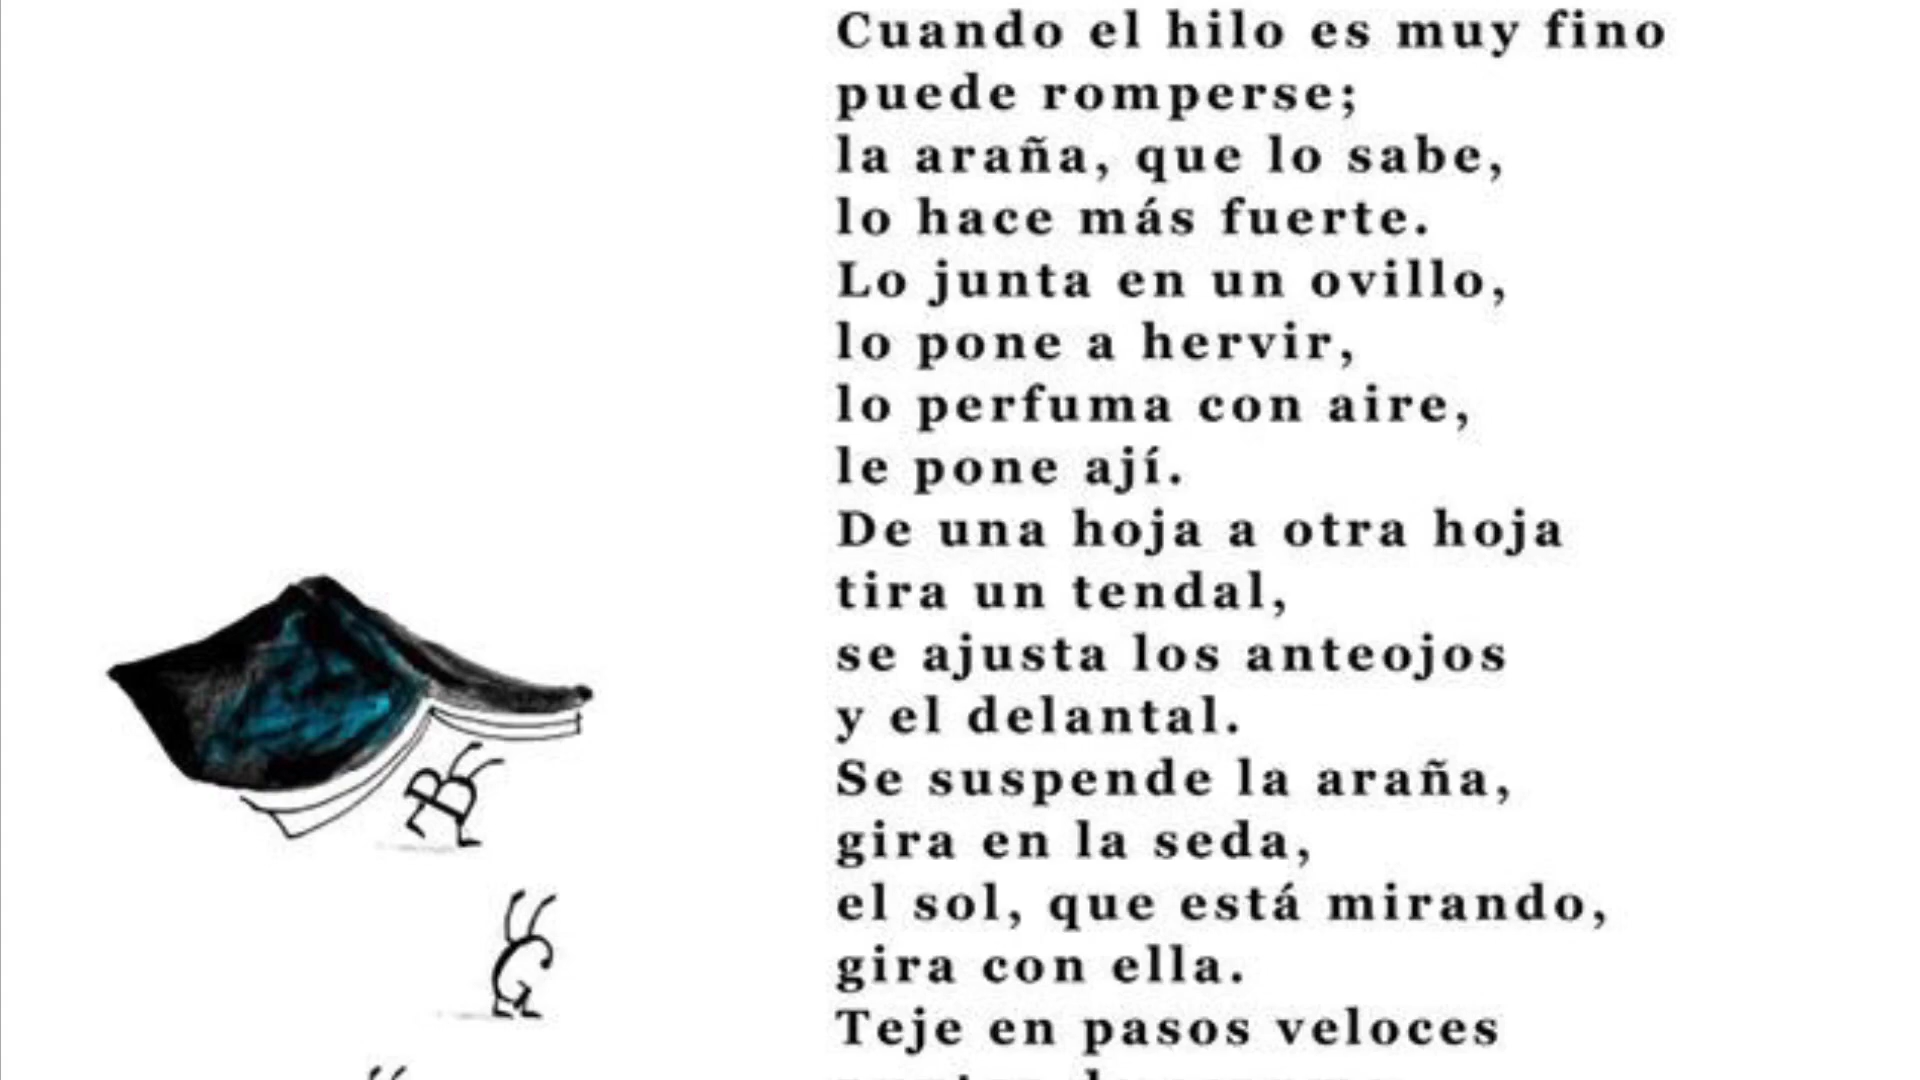 Cuando el hilo es muy fino
puede romperse;
la araña, que lo sabe,
lo hace más fuerte.
Lo junta en un ovillo,
lo pone a hervir,
lo perfuma con aire,
le pone ají.
De una hoja a otra hoja
tira un tendal,
se ajusta los anteojos
y el delantal.
Se suspende la araña,
gira en la seda,
el sol, que está mirando,
gira con ella.
Teje en pasos veloces
B
G